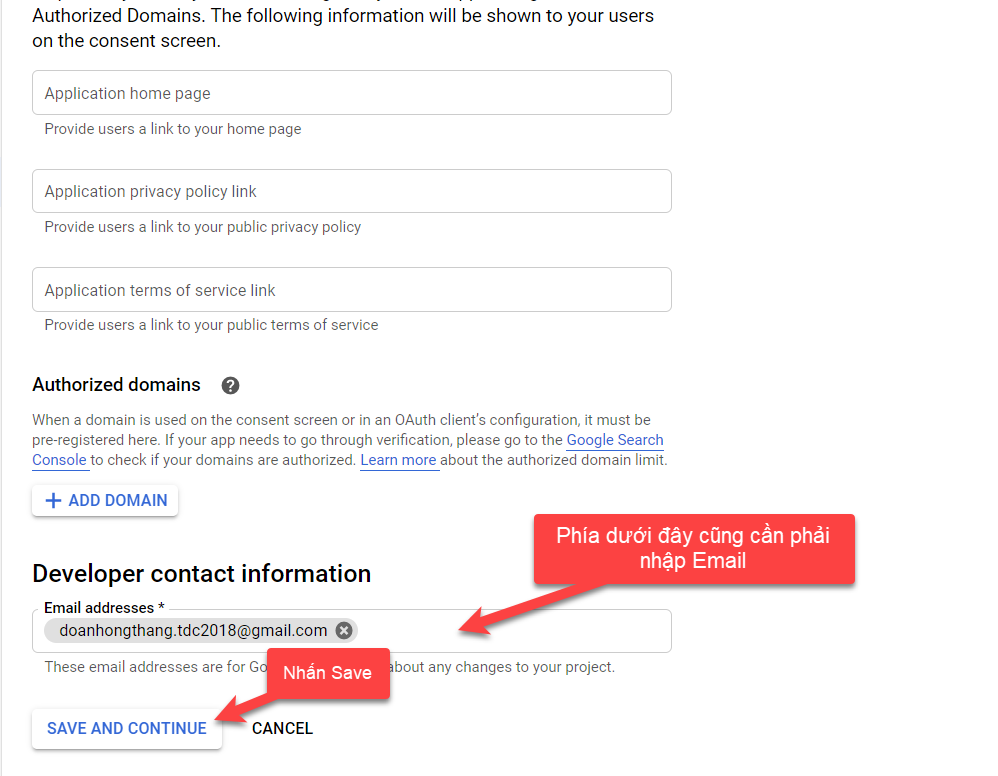 Authorized Domains. The following information will be shown to your users
on the consent screen.
Application home page
Provide users a link to your home page
Application privacy policy link
Provide users a link to your public privacy policy
Application terms of service link
Provide users a link to your public terms of service
Authorized domains ?
When a domain is used on the consent screen or in an OAuth client's configuration, it must be
pre-registered here. If your app needs to go through verification, please go to the Google Search
Console to check if your domains are authorized. Learn more about the authorized domain limit.
+ ADD DOMAIN
Phía dưới đây cũng cần phải
nhập Email
Developer contact information
Email addresses *
doanhongthang.tdc2018@gmail.com
These email addresses are for Go about any changes to your project.
Nhấn Save
SAVE AND CONTINUE CANCEL